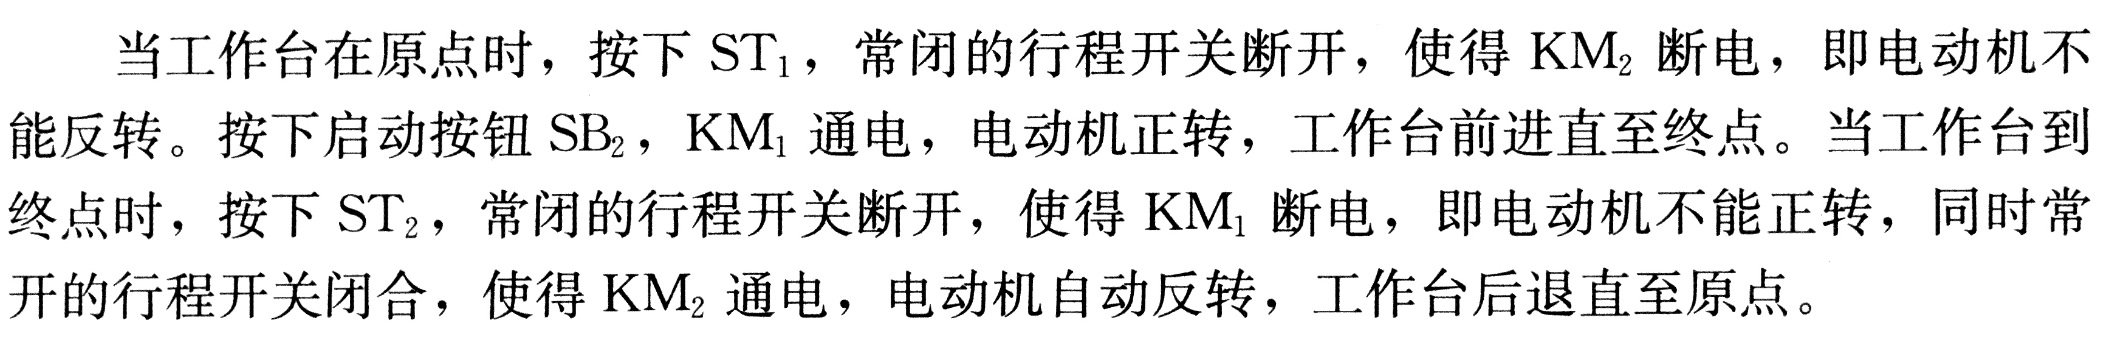 当工作台在原点时，按下 ST₁，常闭的行程开关断开，使得 KM₂ 断电，即电动机不
能反转。按下启动按钮 SB₂，KM₁ 通电，电动机正转，工作台前进直至终点。当工作台到
终点时，按下 ST₂，常闭的行程开关断开，使得 KM₁ 断电，即电动机不能正转，同时常
开的行程开关闭合，使得 KM₂ 通电，电动机自动反转，工作台后退直至原点。